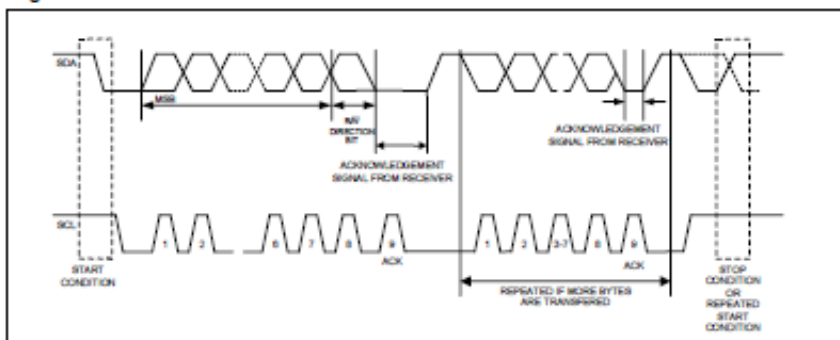 SDA
MSB
R/W
DIRECTION
BIT
ACKNOWLEDGEMENT
SIGNAL FROM RECEIVER
ACKNOWLEDGEMENT
SIGNAL FROM RECEIVER
SCL
1
2
6
7
8
9
ACK
1
2
3-7
8
9
ACK
START
CONDITION
REPEATED IF MORE BYTES
ARE TRANSFERED
STOP
CONDITION
OR
REPEATED
START
CONDITION